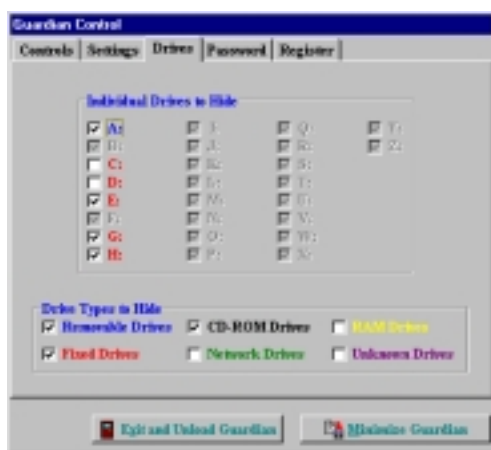 Guardian Control
Controls Settings Drives Password Register
Individual Drives to Hide
A: I: Q: Y:
B: J: R: Z:
C: K: S:
D: L: T:
E: M: U:
F: N: V:
G: O: W:
H: P: X:
Drive Types to Hide
Removable Drives CD-ROM Drives RAM Drives
Fixed Drives Network Drives Unknown Drives
Exit and Unload Guardian Minimize Guardian